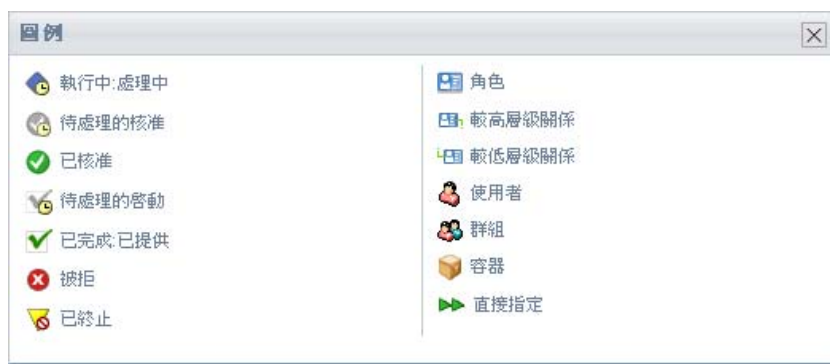 圖例
執行中:處理中
待處理的核准
已核准
待處理的啓動
已完成:已提供
被拒
已終止
角色
較高層級關係
較低層級關係
使用者
群組
容器
直接指定